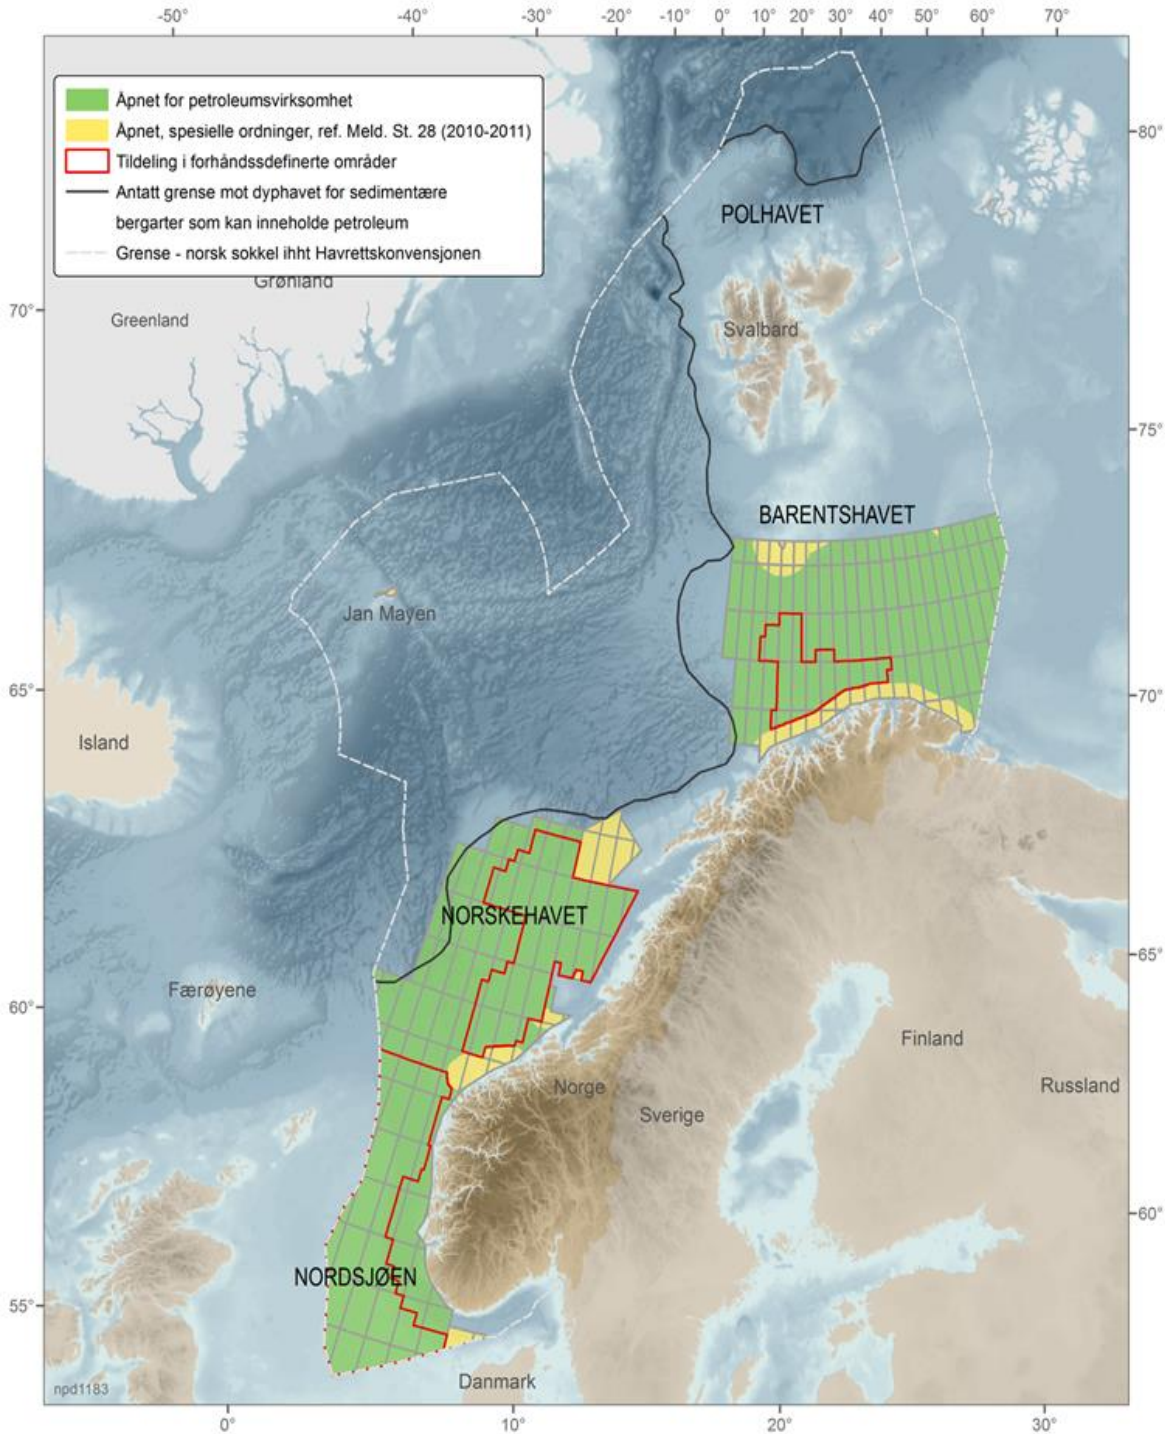 -50° -40° -30° -20° -10° 0° 10° 20° 30° 40° 50° 60° 70°
Åpnet for petroleumsvirksomhet
Åpnet, spesielle ordninger, ref. Meld. St. 28 (2010-2011)
Tildeling i forhåndssdefinerte områder
Antatt grense mot dyphavet for sedimentære
bergarter som kan inneholde petroleum
Grense - norsk sokkel ihht Havrettskonvensjonen
80°
POLHAVET
Grønland
70°
Greenland
Svalbard
75°
BARENTSHAVET
Jan Mayen
65°
70°
Island
NORSKEHAVET
65°
Færøyene
60°
Finland
Norge
Russland
Sverige
60°
NORDSJØEN
55°
Danmark
npd1183
0° 10° 20° 30°